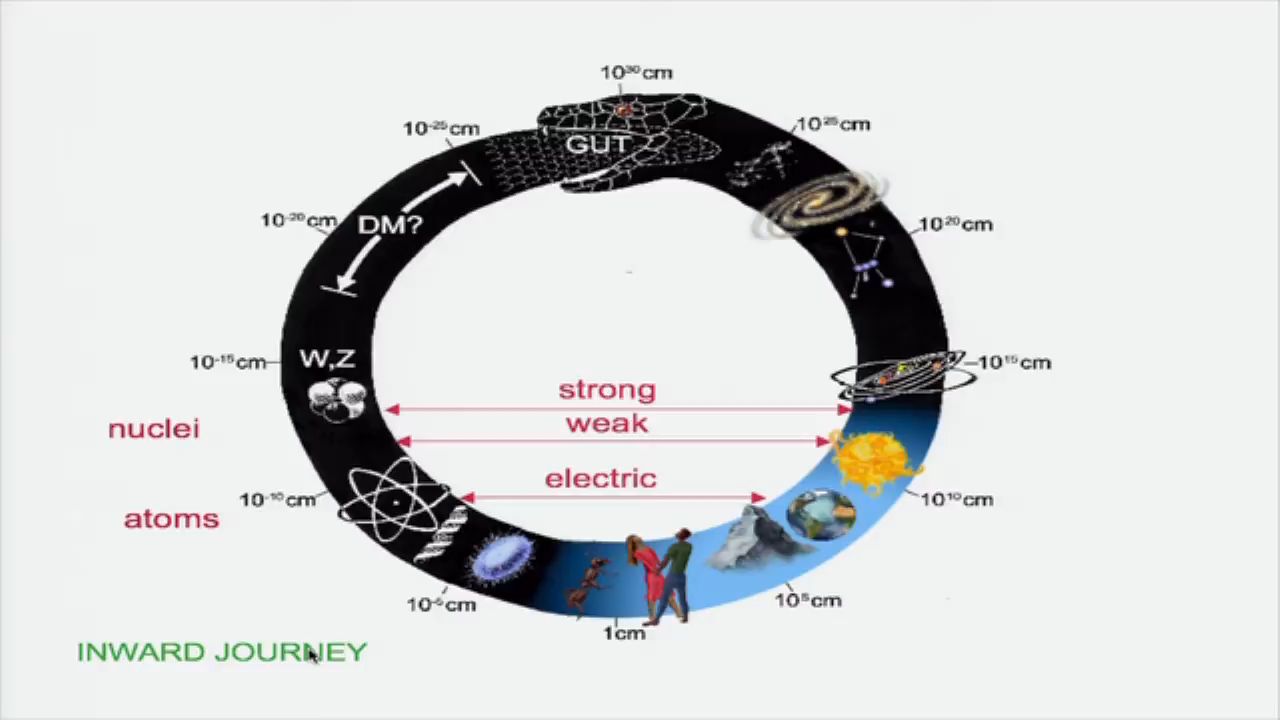 10³⁰cm
10⁻²⁵cm
10²⁵cm
GUT
10⁻²⁰cm
DM?
10²⁰cm
10⁻¹⁵cm
W,Z
10¹⁵cm
strong
weak
nuclei
electric
10⁻¹⁰cm
10¹⁰cm
atoms
10⁻⁵cm
10⁵cm
1cm
INWARD JOURNEY